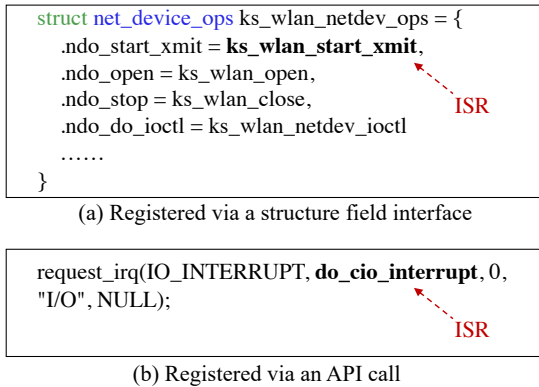 struct net_device_ops ks_wlan_netdev_ops = {
.ndo_start_xmit = ks_wlan_start_xmit,
.ndo_open = ks_wlan_open,
.ndo_stop = ks_wlan_close,
ISR
.ndo_do_ioctl = ks_wlan_netdev_ioctl
……
}
(a) Registered via a structure field interface
request_irq(IO_INTERRUPT, do_cio_interrupt, 0,
"I/O", NULL);
ISR
(b) Registered via an API call